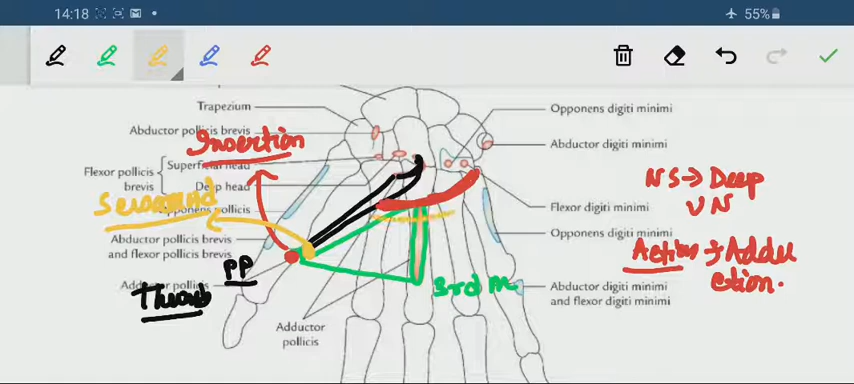 14:18
55%
Trapezium
Opponens digiti minimi
Abductor pollicis brevis
Insertion
Abductor digiti minimi
Flexor pollicis brevis
Superficial head
Deep head
NS → Deep
UN
Opponens pollicis
Flexor digiti minimi
Opponens digiti minimi
Abductor pollicis brevis
and flexor pollicis brevis
Action → Addu
ction.
PP
Adductor pollicis
Thumb
3rd M
Abductor digiti minimi
and flexor digiti minimi
Adductor
pollicis